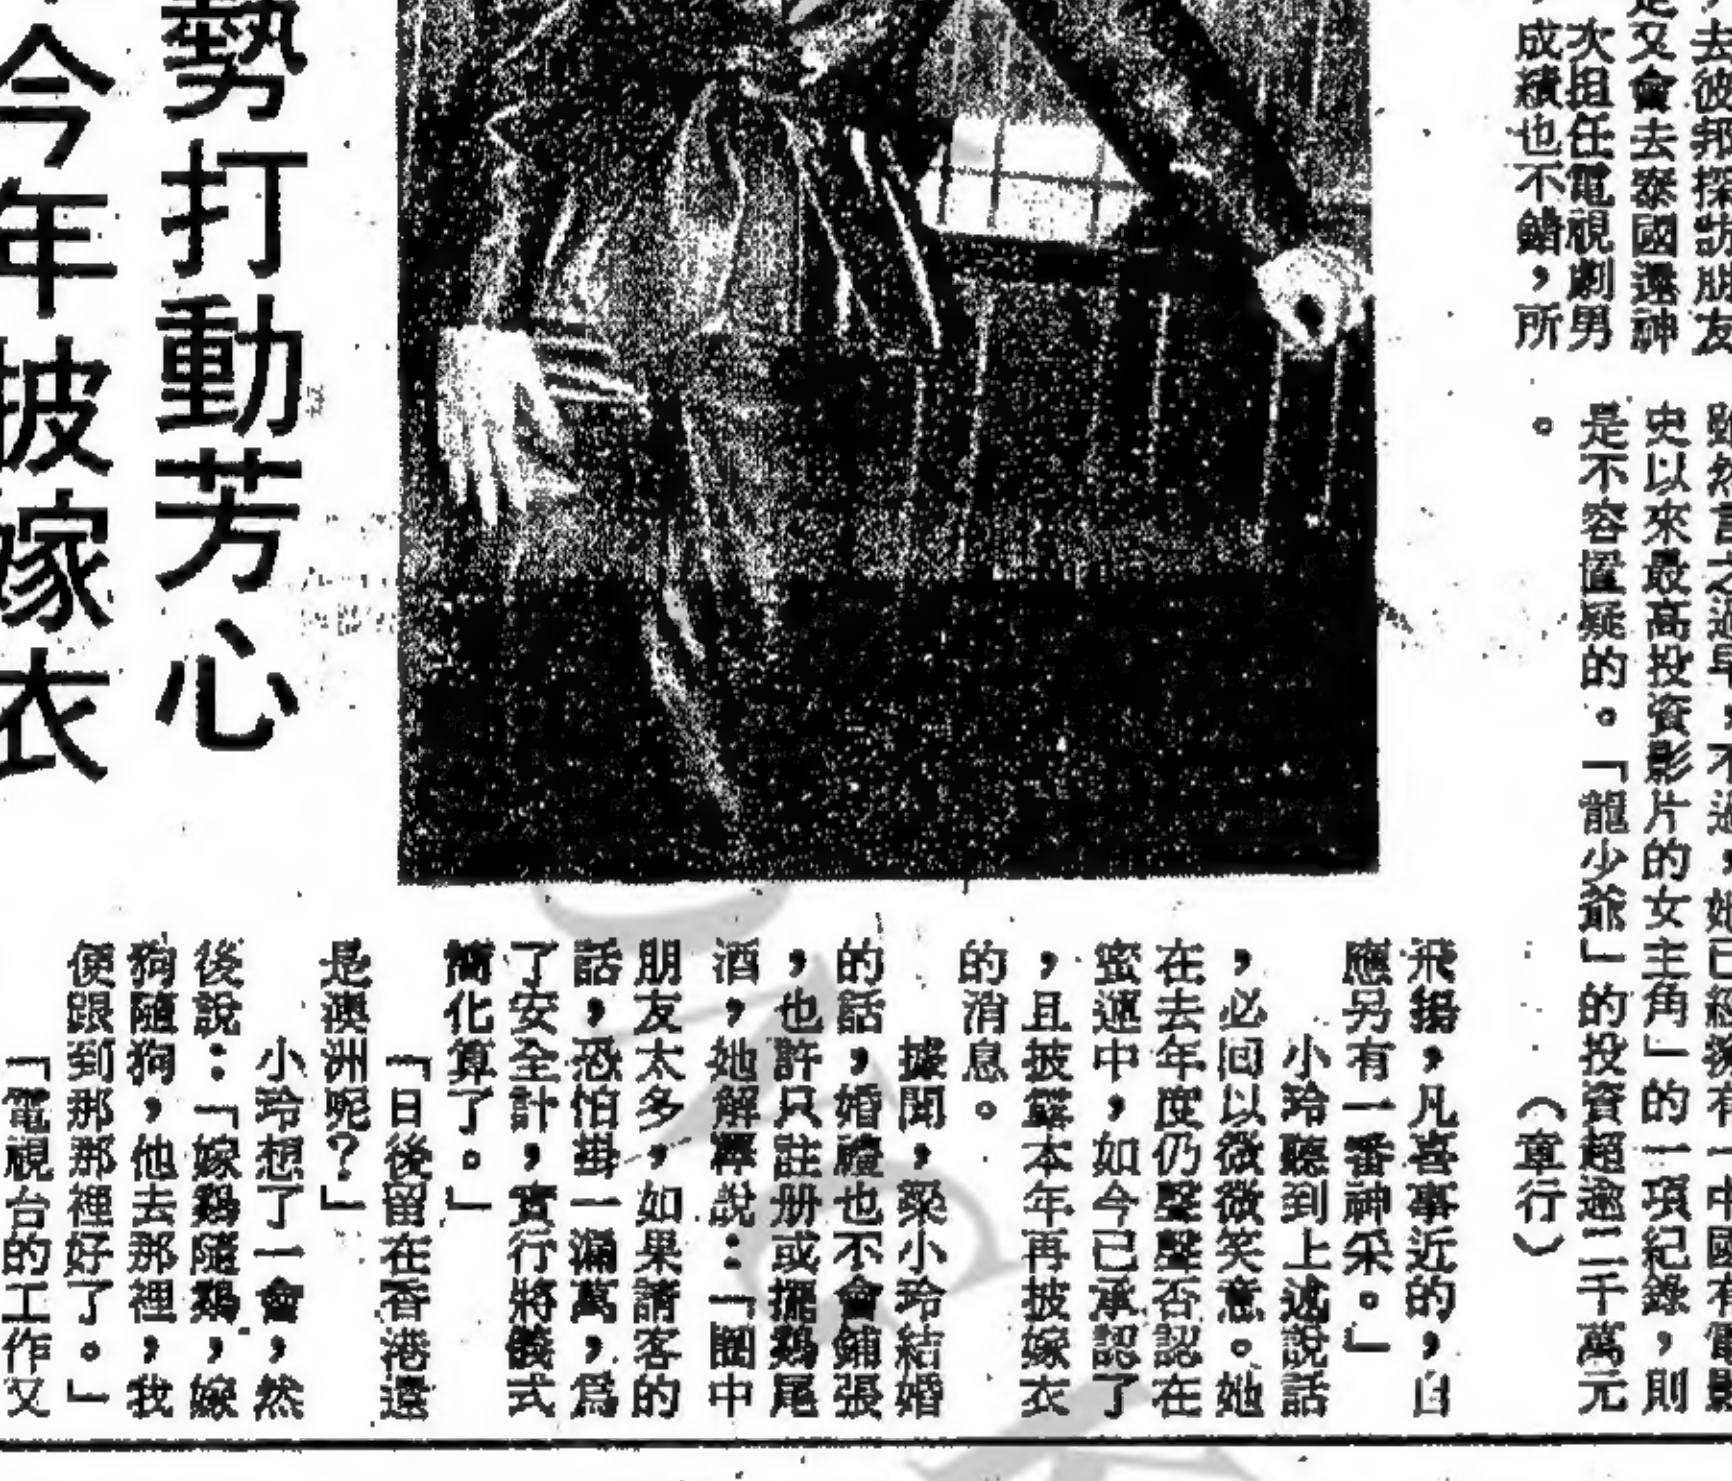 去彼邦探訪朋友
又會去泰國還神
次担任電視劇男
成績也不錯，所
史以來最高投資影片的女主角」的一項紀錄，則
是不容置疑的。「龍少爺」的投資超逾二千萬元
。
（章行）
飛揚，凡喜事近的，自
應另有一番神采。」
小玲聽到上述說話
，必回以微微笑意。她
在去年度仍聲聲否認在
蜜運中，如今已承認了
，且披露本年再披嫁衣
的消息。
據聞，梁小玲結婚
的話，婚禮也不會鋪張
，也許只註册或擺鷄尾
酒，她解釋說：「圈中
朋友太多，如果請客的
話，恐怕掛一漏萬，爲
了安全計，實行將儀式
簡化算了。」
「日後留在香港還
是澳洲呢？」
小玲想了一會，然
後說：「嫁鷄隨鷄，嫁
狗隨狗，他去那裡，我
便跟到那那裡好了。」
「電視台的工作又
勢打動芳心
今年披嫁衣